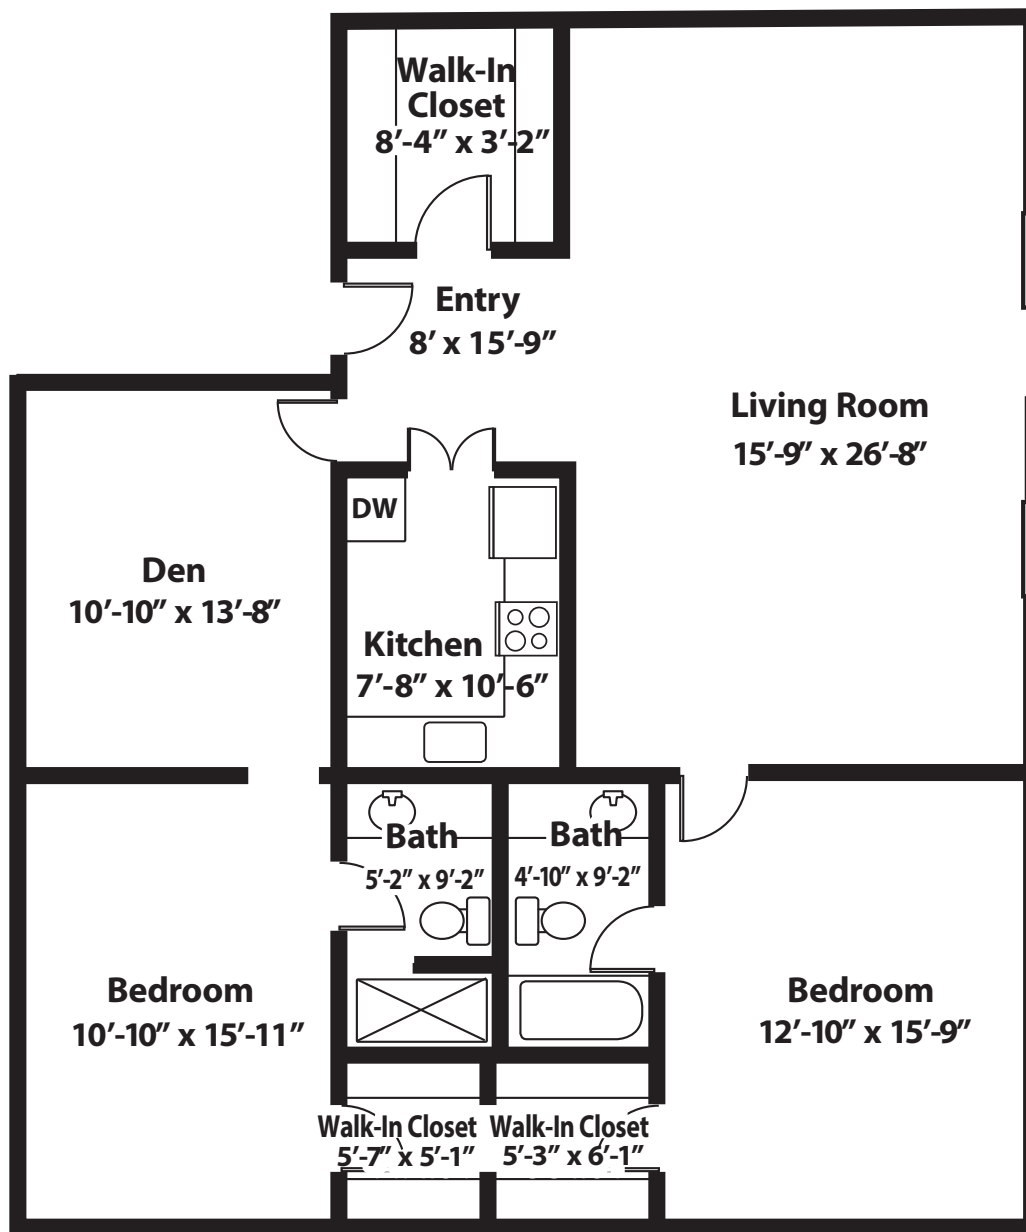 Walk-In
Closet
8’-4” x 3’-2”
Entry
8’ x 15’-9”
Living Room
15’-9” x 26’-8”
DW
Den
10’-10” x 13’-8”
Kitchen
7’-8” x 10’-6”
Bath
5’-2” x 9’-2”
Bath
4’-10” x 9’-2”
Bedroom
10’-10” x 15’-11”
Bedroom
12’-10” x 15’-9”
Walk-In Closet
5’-7” x 5’-1”
Walk-In Closet
5’-3” x 6’-1”